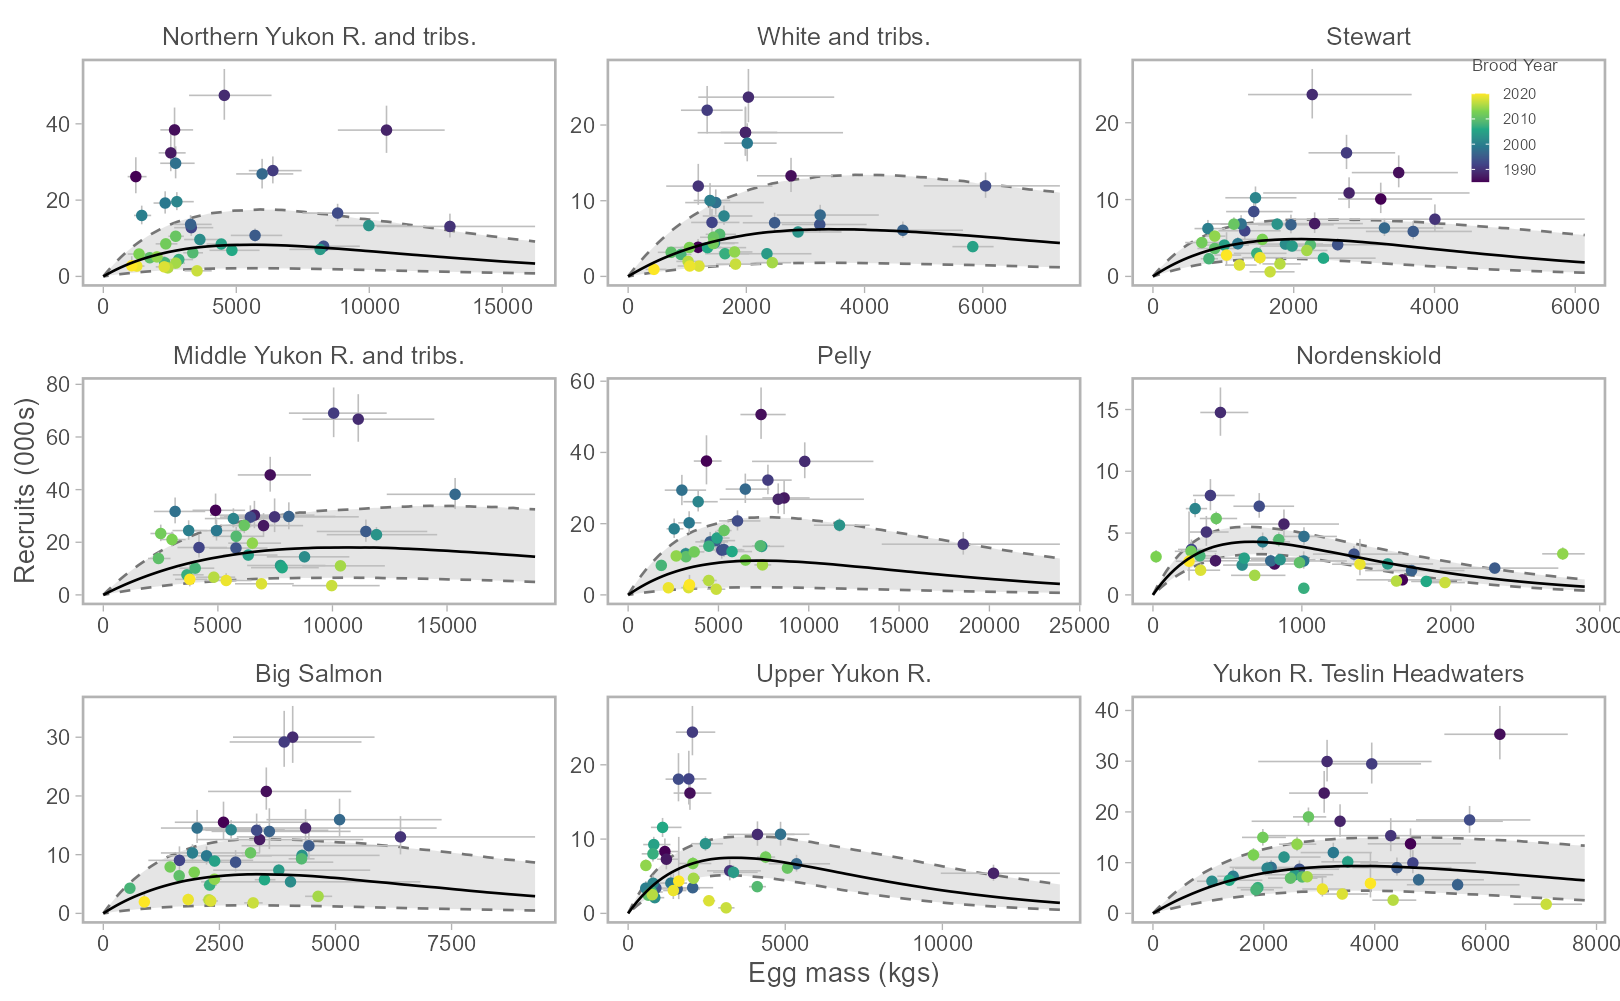 Northern Yukon R. and tribs.
White and tribs.
Stewart
Brood Year
2020
2010
2000
1990
40
20
0
0 5000 10000 15000
20
10
0
0 2000 4000 6000
20
10
0
0 2000 4000 6000
Middle Yukon R. and tribs.
Pelly
Nordenskiold
Recruits (000s)
80
60
40
20
0
0 5000 10000 15000
60
40
20
0
0 5000 10000 15000 20000 25000
15
10
5
0
0 1000 2000 3000
Big Salmon
Upper Yukon R.
Yukon R. Teslin Headwaters
30
20
10
0
0 2500 5000 7500
20
10
0
0 5000 10000
40
30
20
10
0
0 2000 4000 6000 8000
Egg mass (kgs)